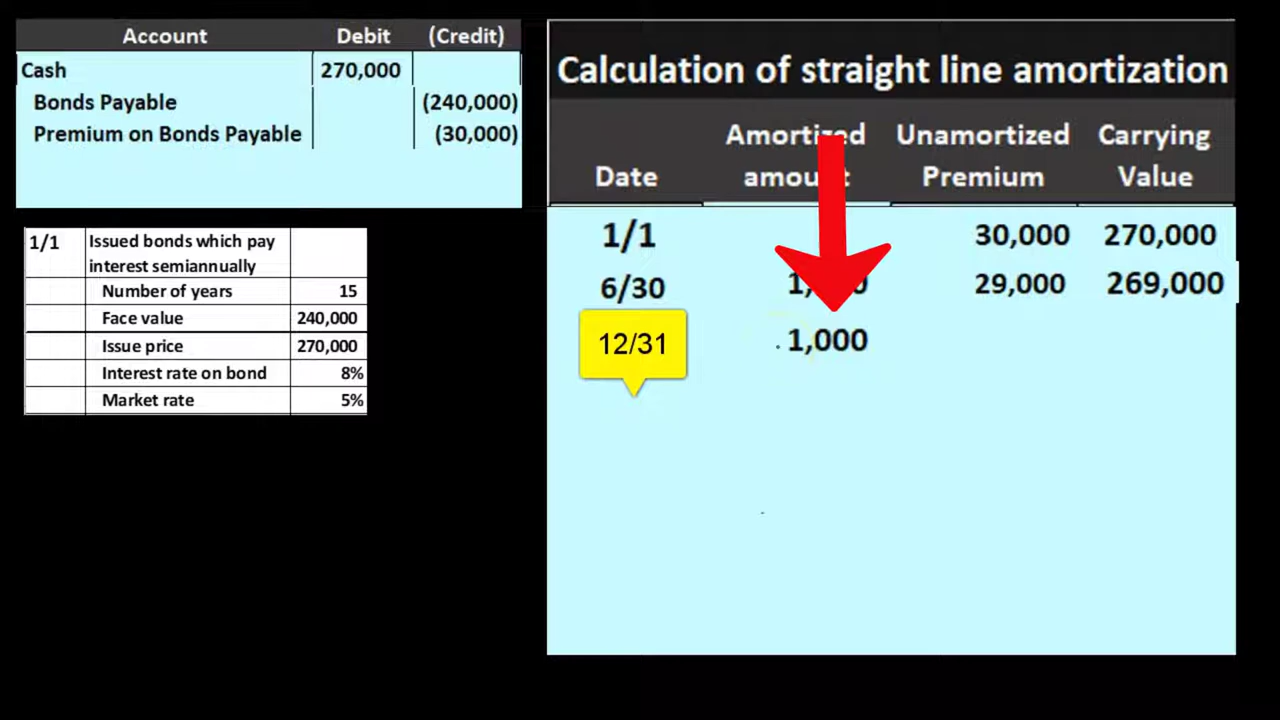 Account Debit (Credit)
Cash 270,000
Bonds Payable (240,000)
Premium on Bonds Payable (30,000)
1/1 Issued bonds which pay
interest semiannually
Number of years 15
Face value 240,000
Issue price 270,000
Interest rate on bond 8%
Market rate 5%
Calculation of straight line amortization
Amortized Unamortized Carrying
Date amount Premium Value
1/1 30,000 270,000
6/30 29,000 269,000
12/31 1,000